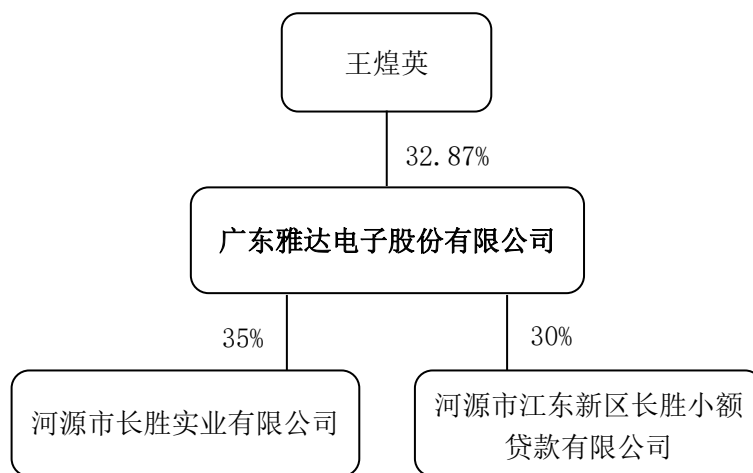 王煌英
32.87%
广东雅达电子股份有限公司
35%
30%
河源市长胜实业有限公司
河源市江东新区长胜小额
贷款有限公司